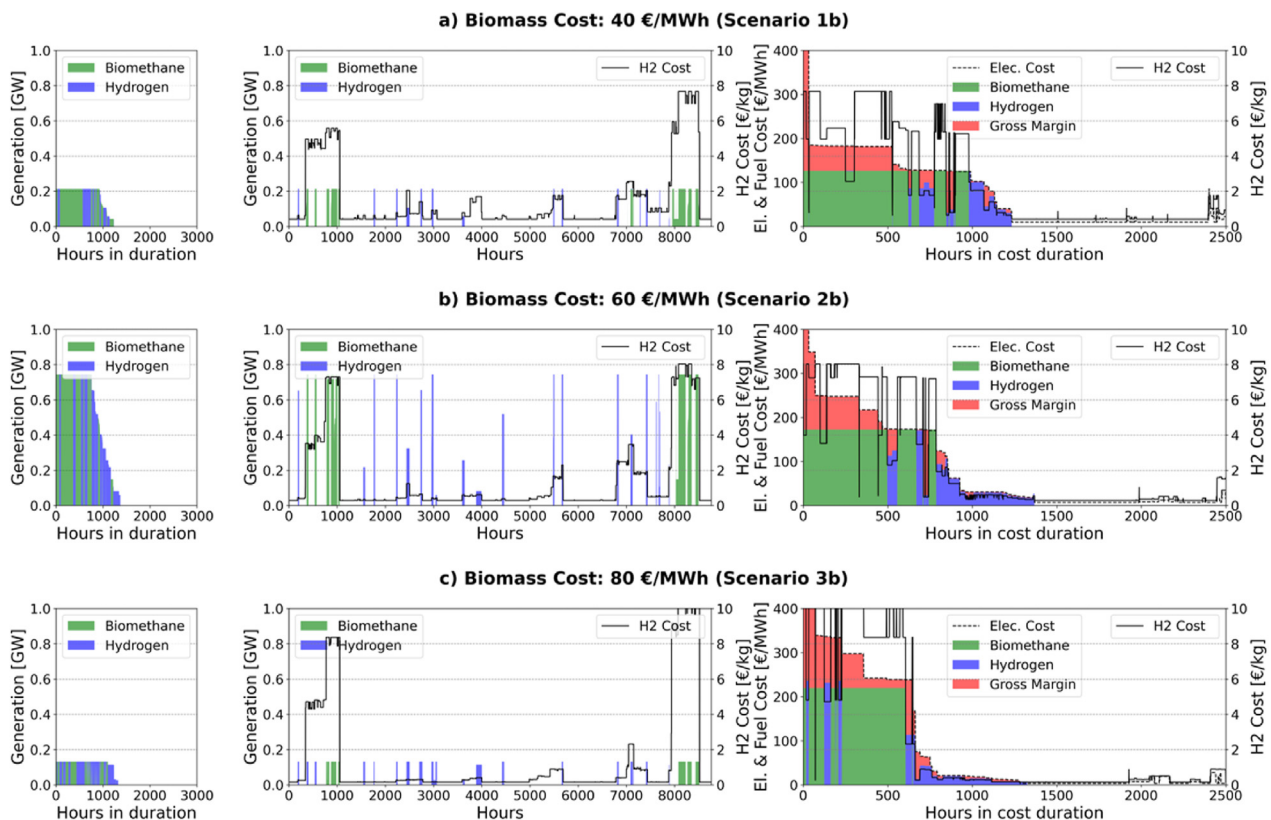 a) Biomass Cost: 40 €/MWh (Scenario 1b)
Generation [GW]
1.0
0.8
0.6
0.4
0.2
0.0
Biomethane
Hydrogen
0 1000 2000 3000
Hours in duration
Generation [GW]
1.0
0.8
0.6
0.4
0.2
0.0
Biomethane
Hydrogen
H2 Cost
0 1000 2000 3000 4000 5000 6000 7000 8000
Hours
10
8
6
4
2
0
H2 Cost [€/kg]
El. & Fuel Cost [€/MWh]
400
300
200
100
0
Elec. Cost
Biomethane
Hydrogen
Gross Margin
H2 Cost
0 500 1000 1500 2000 2500
Hours in cost duration
10
8
6
4
2
0
H2 Cost [€/kg]
b) Biomass Cost: 60 €/MWh (Scenario 2b)
Generation [GW]
1.0
0.8
0.6
0.4
0.2
0.0
Biomethane
Hydrogen
0 1000 2000 3000
Hours in duration
Generation [GW]
1.0
0.8
0.6
0.4
0.2
0.0
Biomethane
Hydrogen
H2 Cost
0 1000 2000 3000 4000 5000 6000 7000 8000
Hours
10
8
6
4
2
0
H2 Cost [€/kg]
El. & Fuel Cost [€/MWh]
400
300
200
100
0
Elec. Cost
Biomethane
Hydrogen
Gross Margin
H2 Cost
0 500 1000 1500 2000 2500
Hours in cost duration
10
8
6
4
2
0
H2 Cost [€/kg]
c) Biomass Cost: 80 €/MWh (Scenario 3b)
Generation [GW]
1.0
0.8
0.6
0.4
0.2
0.0
Biomethane
Hydrogen
0 1000 2000 3000
Hours in duration
Generation [GW]
1.0
0.8
0.6
0.4
0.2
0.0
Biomethane
Hydrogen
H2 Cost
0 1000 2000 3000 4000 5000 6000 7000 8000
Hours
10
8
6
4
2
0
H2 Cost [€/kg]
El. & Fuel Cost [€/MWh]
400
300
200
100
0
Elec. Cost
Biomethane
Hydrogen
Gross Margin
H2 Cost
0 500 1000 1500 2000 2500
Hours in cost duration
10
8
6
4
2
0
H2 Cost [€/kg]